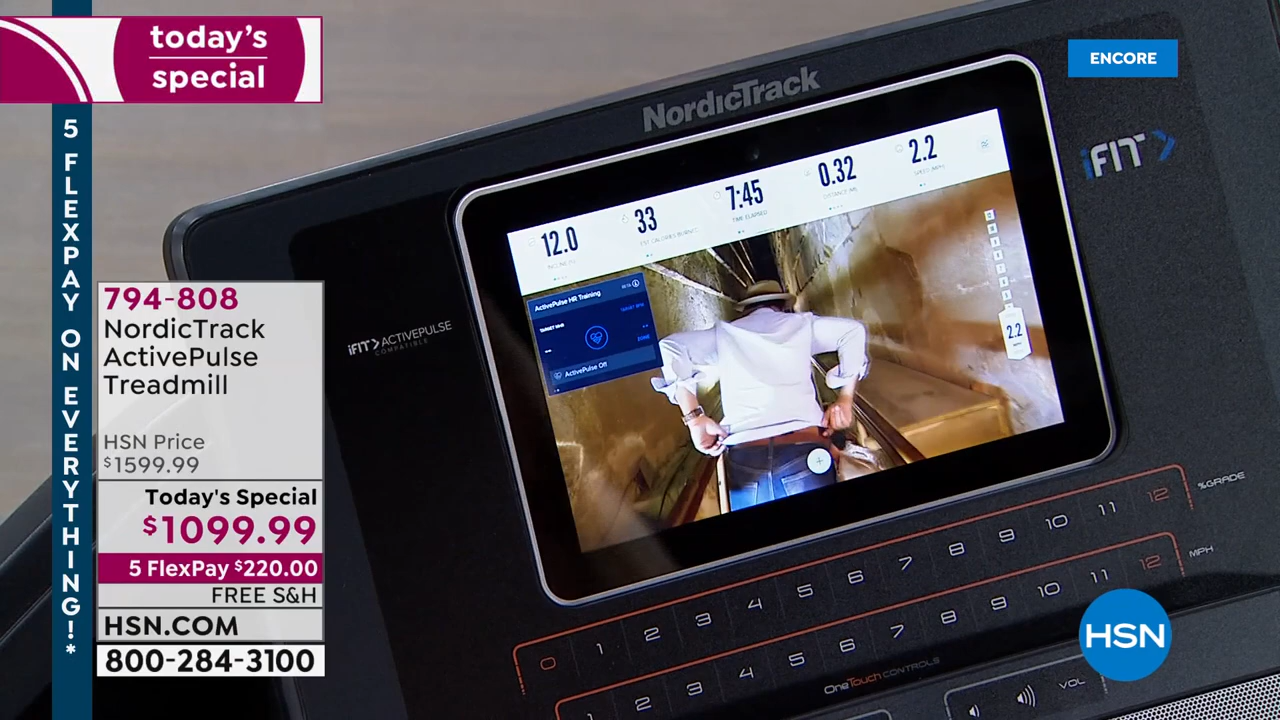 today's
special
ENCORE
5 FLEXPAY ON EVERYTHING!*
794-808
NordicTrack
ActivePulse
Treadmill
HSN Price
$1599.99
Today's Special
$1099.99
5 FlexPay $220.00
FREE S&H
HSN.COM
800-284-3100
NordicTrack
iFIT
iFIT ACTIVEPULSE
COMPATIBLE
12.0
33
7:45
TIME ELAPSED
0.32
2.2
ActivePulse HR Training
ActivePulse Off
2.2
0 1 2 3 4 5 6 7 8 9 10 11 12 %GRADE
1 2 3 4 5 6 7 8 9 10 11 12 MPH
OneTouch CONTROLS
VOL
HSN